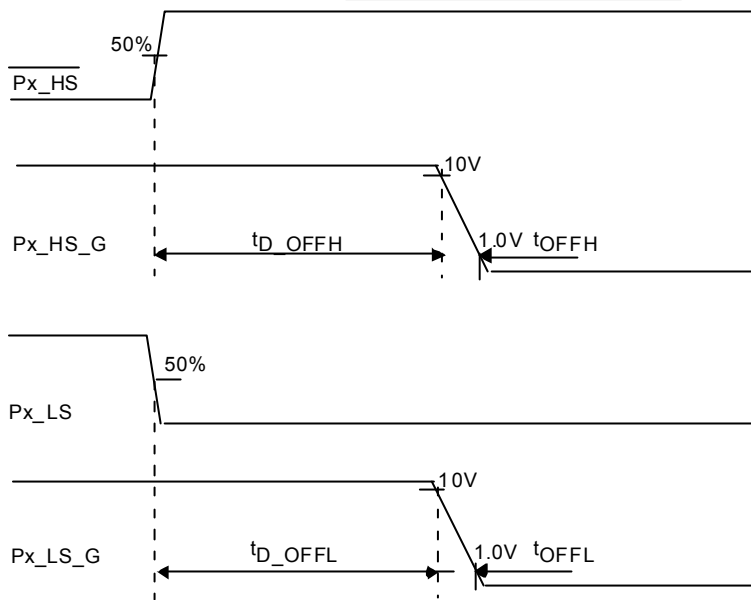 50%
Px_HS
10V
Px_HS_G
tD_OFFH
1.0V tOFFH
50%
Px_LS
10V
Px_LS_G
tD_OFFL
1.0V tOFFL